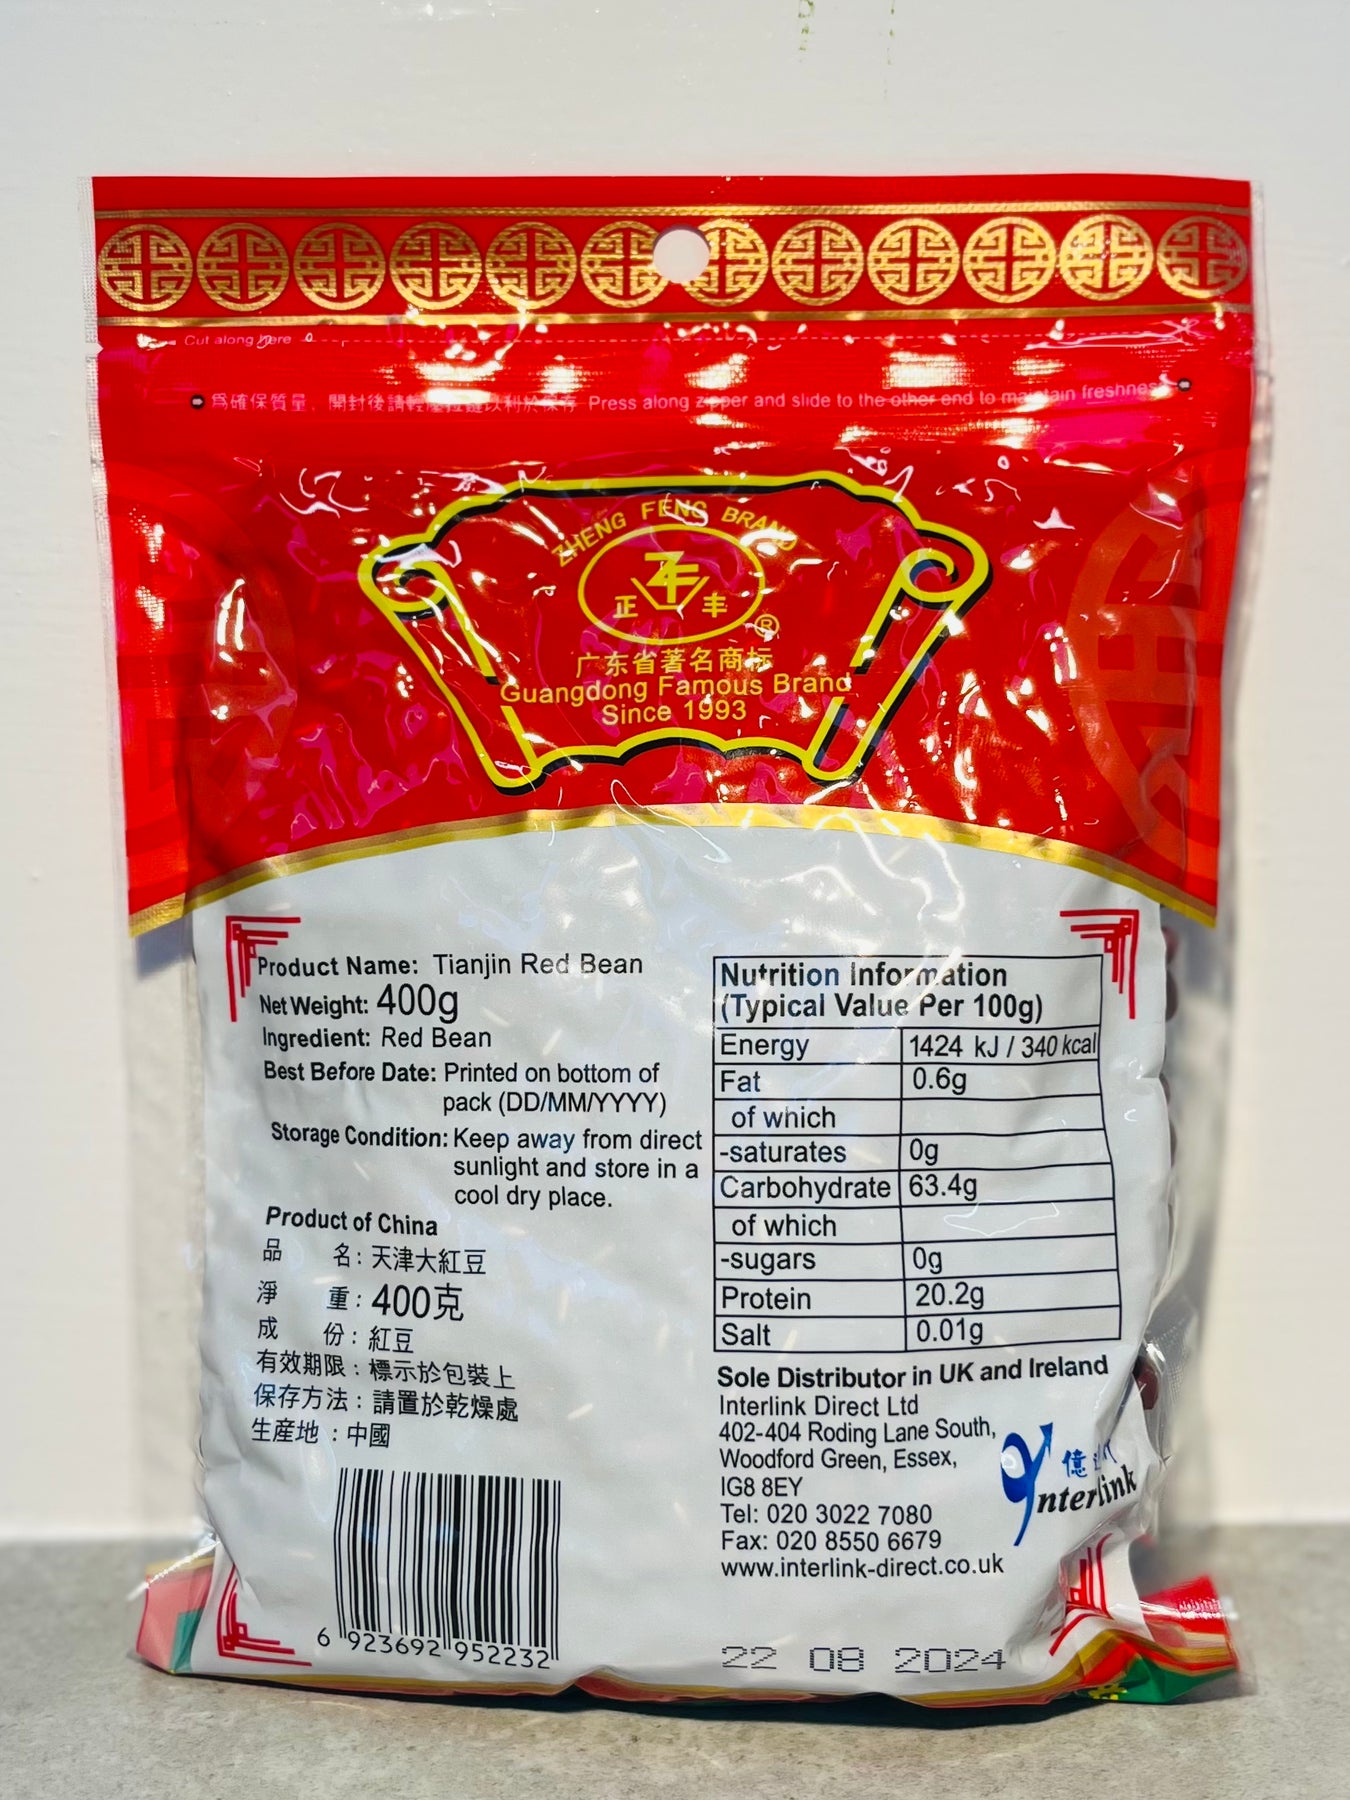 Cut along here
爲確保質量，開封後請輕壓拉鏈以利於保存 Press along zipper and slide to the other end to maintain freshness
ZHENG FENG BRAND
正 丰
®
广东省著名商标
Guangdong Famous Brand
Since 1993
Product Name: Tianjin Red Bean
Net Weight: 400g
Ingredient: Red Bean
Best Before Date: Printed on bottom of
pack (DD/MM/YYYY)
Storage Condition: Keep away from direct
sunlight and store in a
cool dry place.
Product of China
品 名: 天津大紅豆
淨 重: 400克
成 份: 紅豆
有效期限: 標示於包裝上
保存方法: 請置於乾燥處
生産地: 中國
6 923692 952232
Nutrition Information
(Typical Value Per 100g)
Energy 1424 kJ / 340 kcal
Fat 0.6g
of which
-saturates 0g
Carbohydrate 63.4g
of which
-sugars 0g
Protein 20.2g
Salt 0.01g
Sole Distributor in UK and Ireland
Interlink Direct Ltd
402-404 Roding Lane South,
Woodford Green, Essex,
IG8 8EY
Tel: 020 3022 7080
Fax: 020 8550 6679
www.interlink-direct.co.uk
億
Interlink
22 08 2024